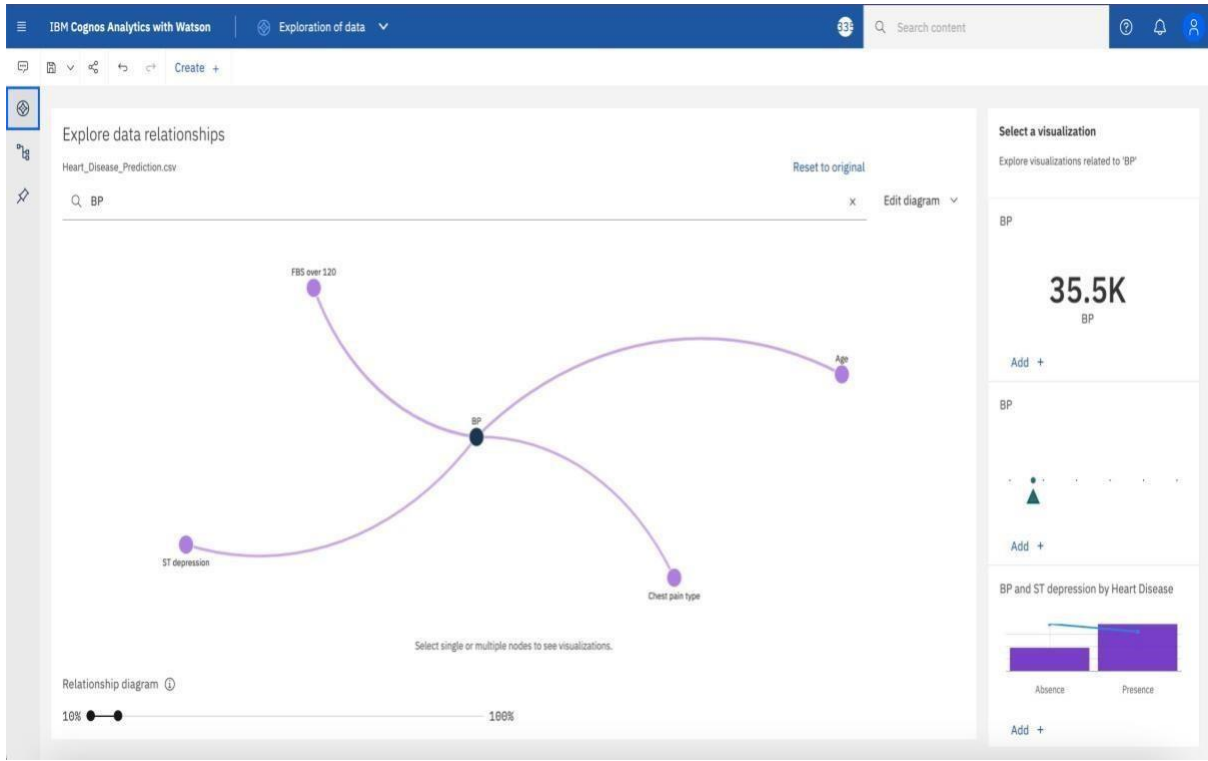 IBM Cognos Analytics with Watson
Exploration of data
Search content
Create +
Explore data relationships
Heart_Disease_Prediction.csv
Reset to original
BP
x
Edit diagram
FBS over 120
Age
BP
ST depression
Chest pain type
Select single or multiple nodes to see visualizations.
Relationship diagram
10%
100%
Select a visualization
Explore visualizations related to 'BP'
BP
35.5K
BP
Add +
BP
Add +
BP and ST depression by Heart Disease
Absence Presence
Add +